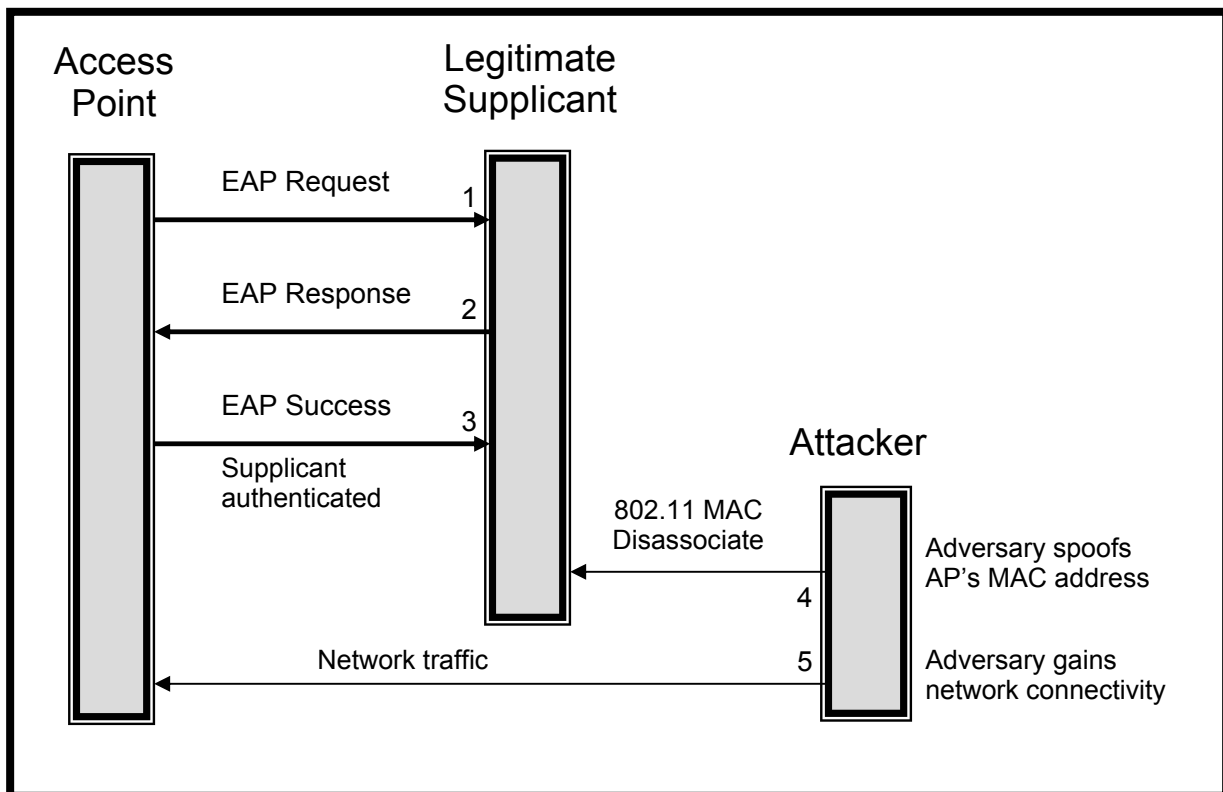 Access
Point
Legitimate
Supplicant
EAP Request
1
EAP Response
2
EAP Success
3
Supplicant
authenticated
Attacker
802.11 MAC
Disassociate
4
Adversary spoofs
AP's MAC address
Network traffic
5
Adversary gains
network connectivity